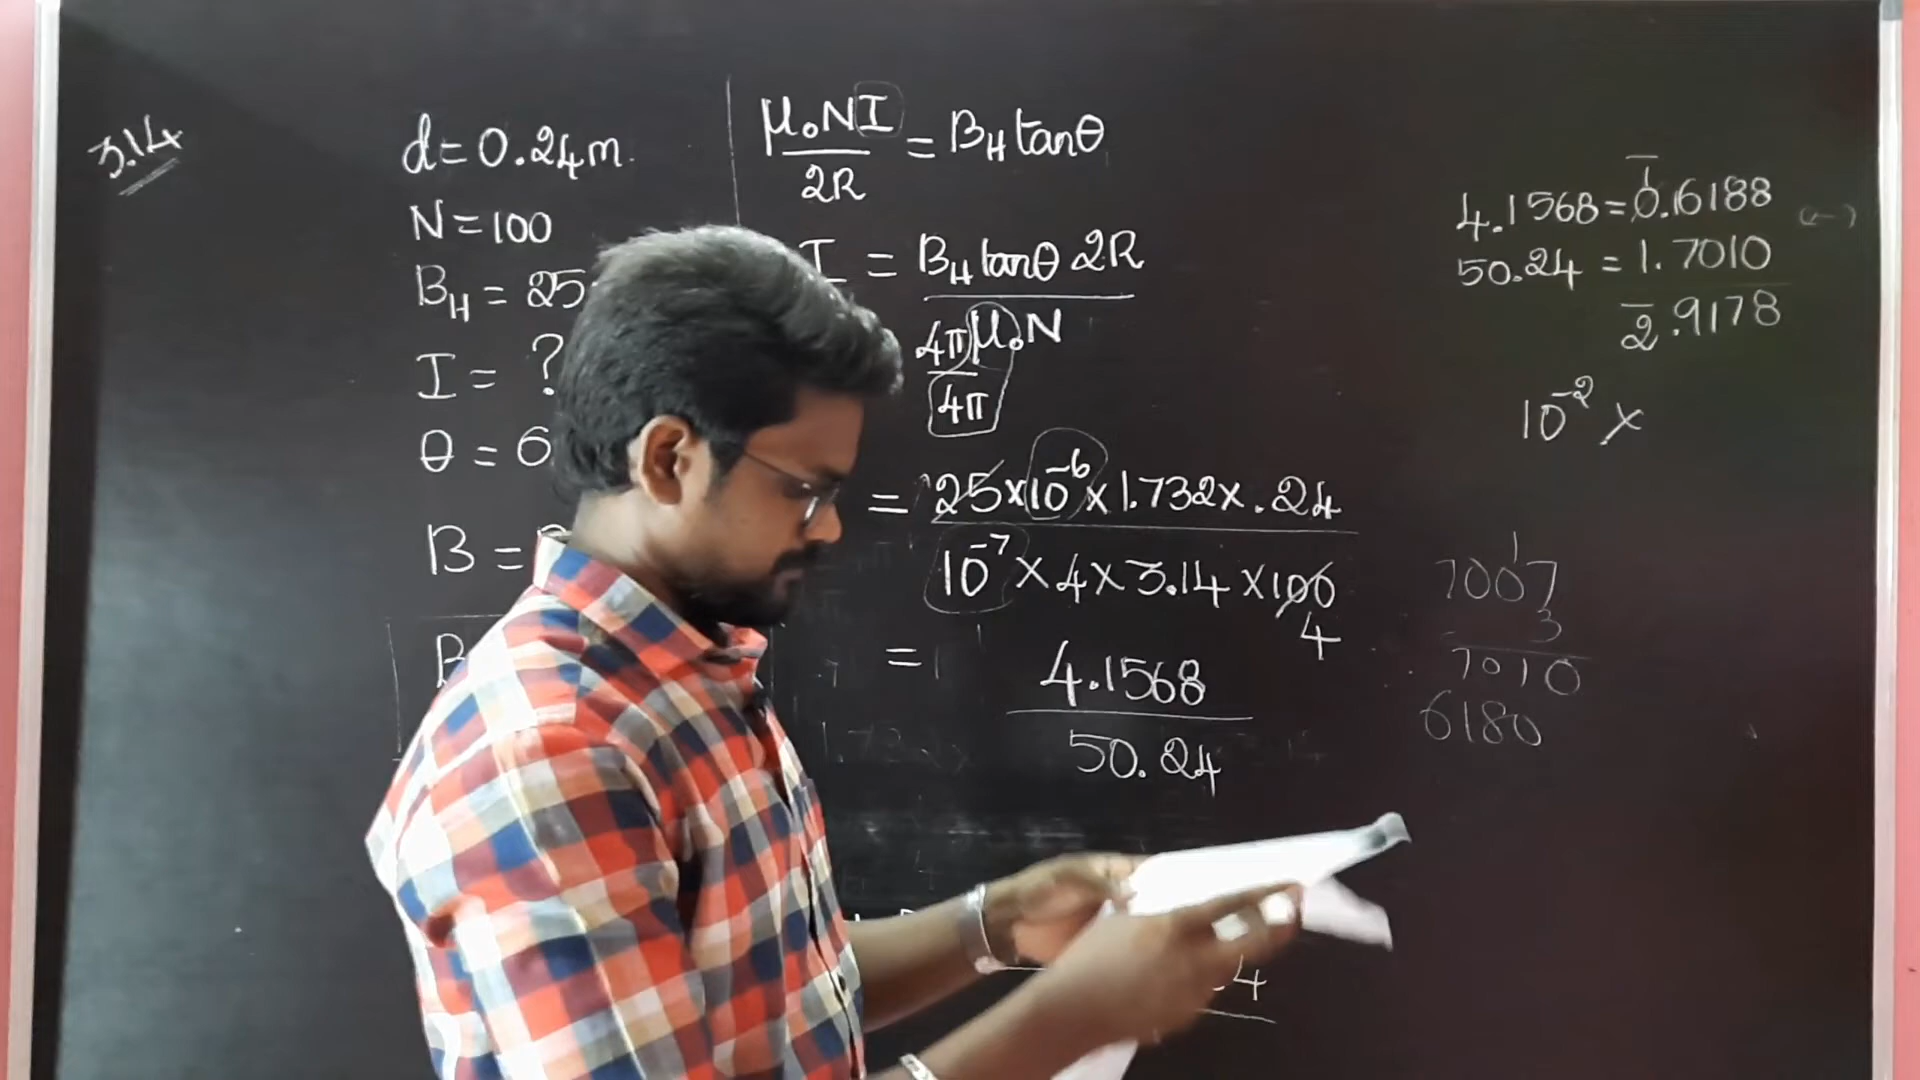 3.14
d = 0.24m.
N = 100
B_H = 25
I = ?
θ = 6
B =
B
μ₀NI / 2R = B_H tanθ
I = B_H tanθ 2R / (4π μ₀N / 4π)
= 25 × 10⁻⁶ × 1.732 × .24
10⁻⁷ × 4 × 3.14 × 100
4
= 4.1568
50.24
.4
4.1568 = 0.6188 (-)
50.24 = 1.7010
2̄.9178
10⁻² ×
1
7007
3
7010
6180